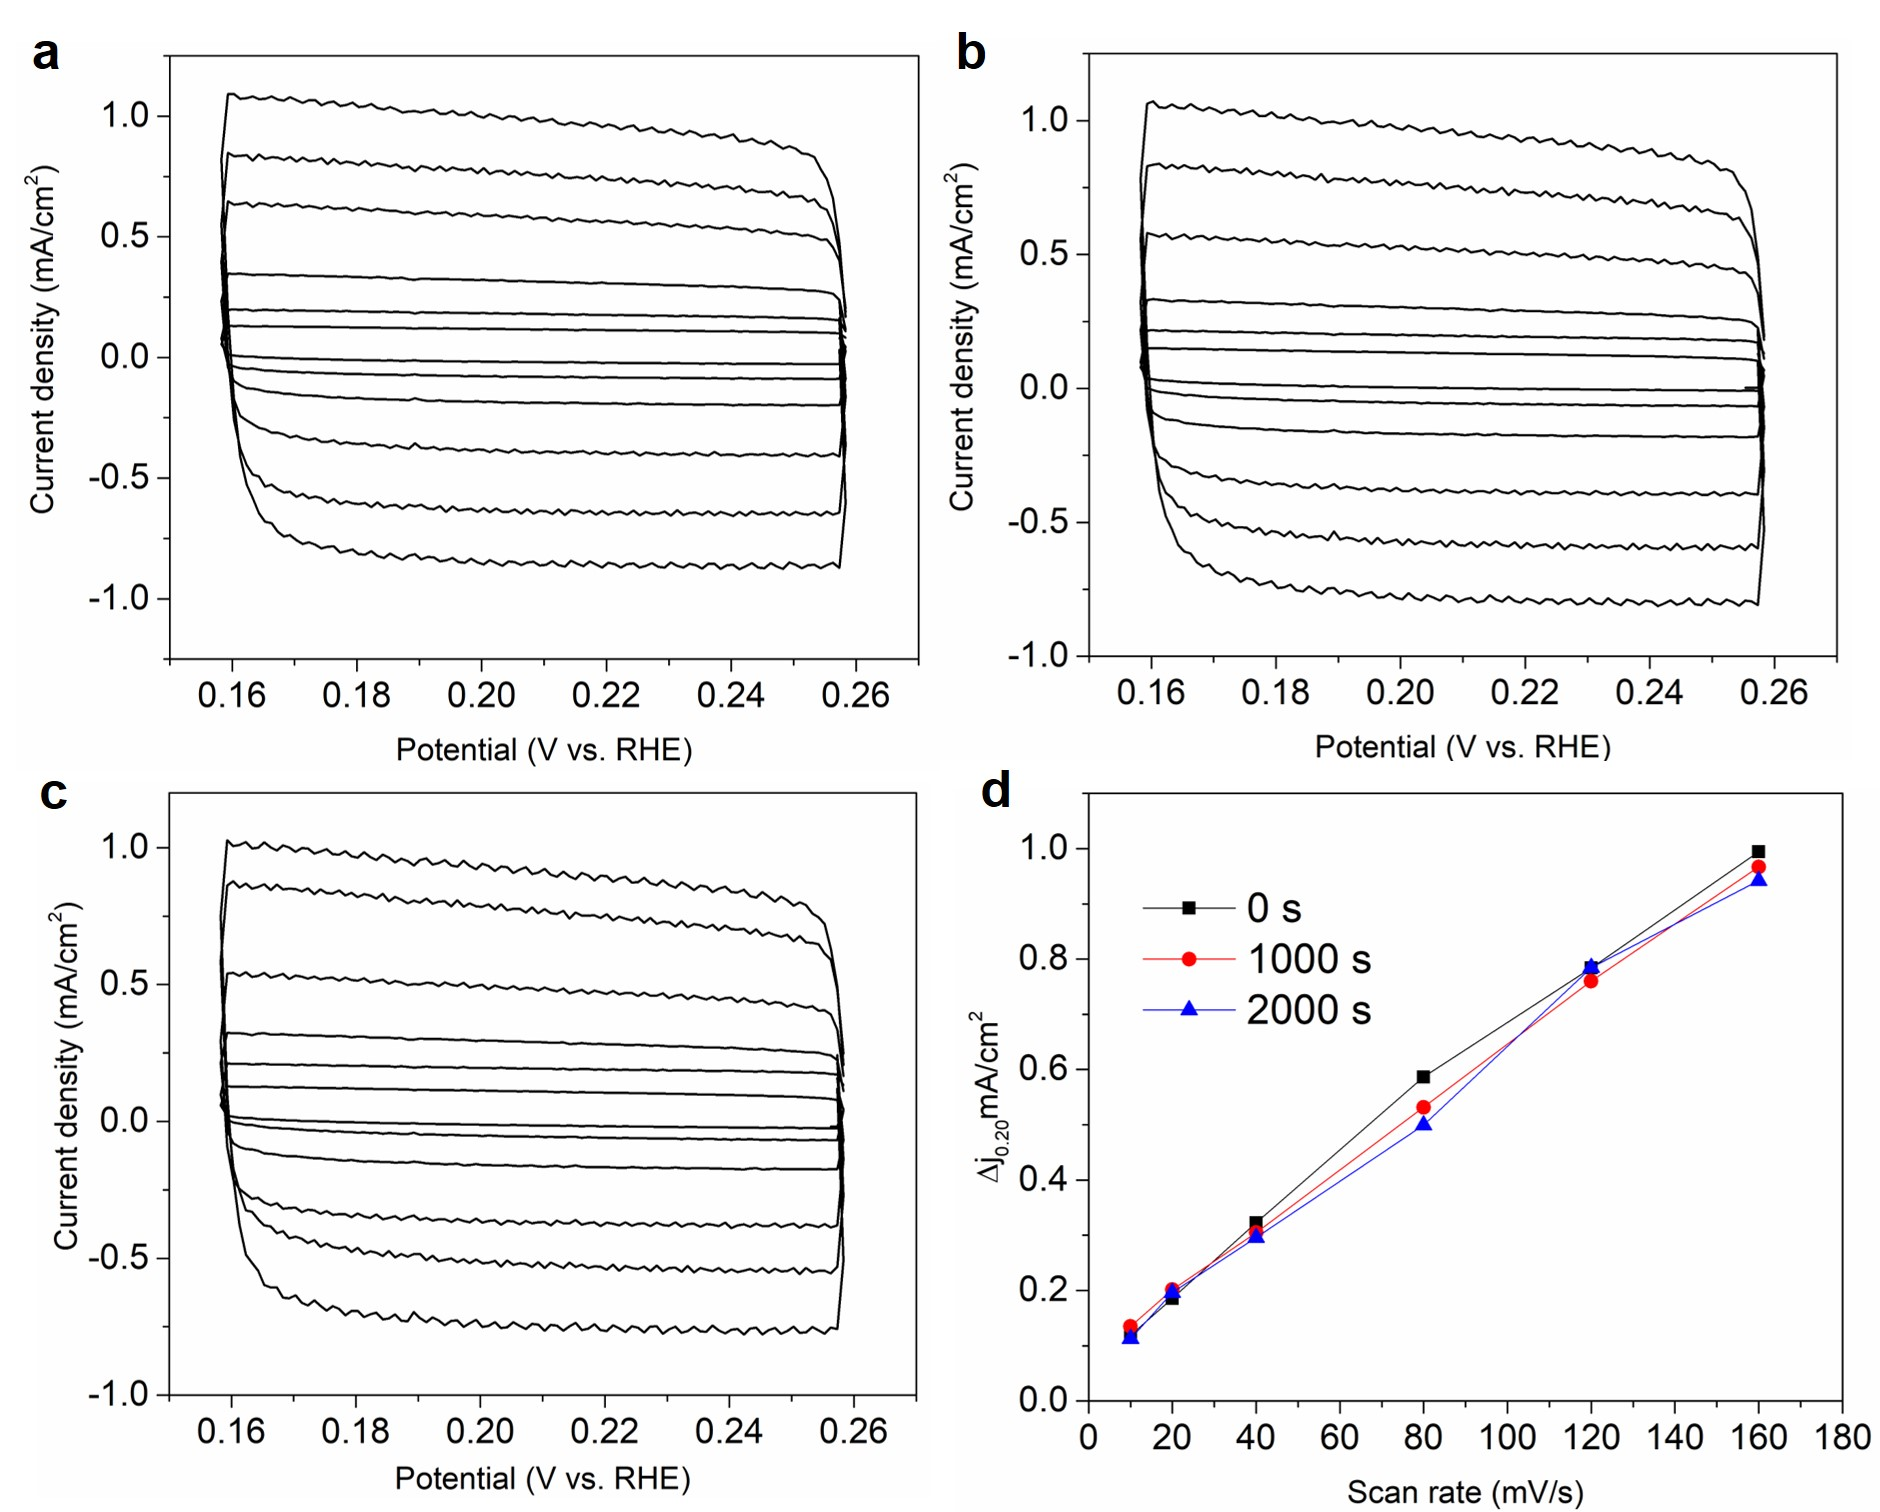 a
1.0
0.5
0.0
-0.5
-1.0
Current density (mA/cm²)
0.16 0.18 0.20 0.22 0.24 0.26
Potential (V vs. RHE)
b
1.0
0.5
0.0
-0.5
-1.0
Current density (mA/cm²)
0.16 0.18 0.20 0.22 0.24 0.26
Potential (V vs. RHE)
c
1.0
0.5
0.0
-0.5
-1.0
Current density (mA/cm²)
0.16 0.18 0.20 0.22 0.24 0.26
Potential (V vs. RHE)
d
1.0
0.8
0.6
0.4
0.2
0.0
Δj0.20mA/cm²
0 s
1000 s
2000 s
0 20 40 60 80 100 120 140 160 180
Scan rate (mV/s)